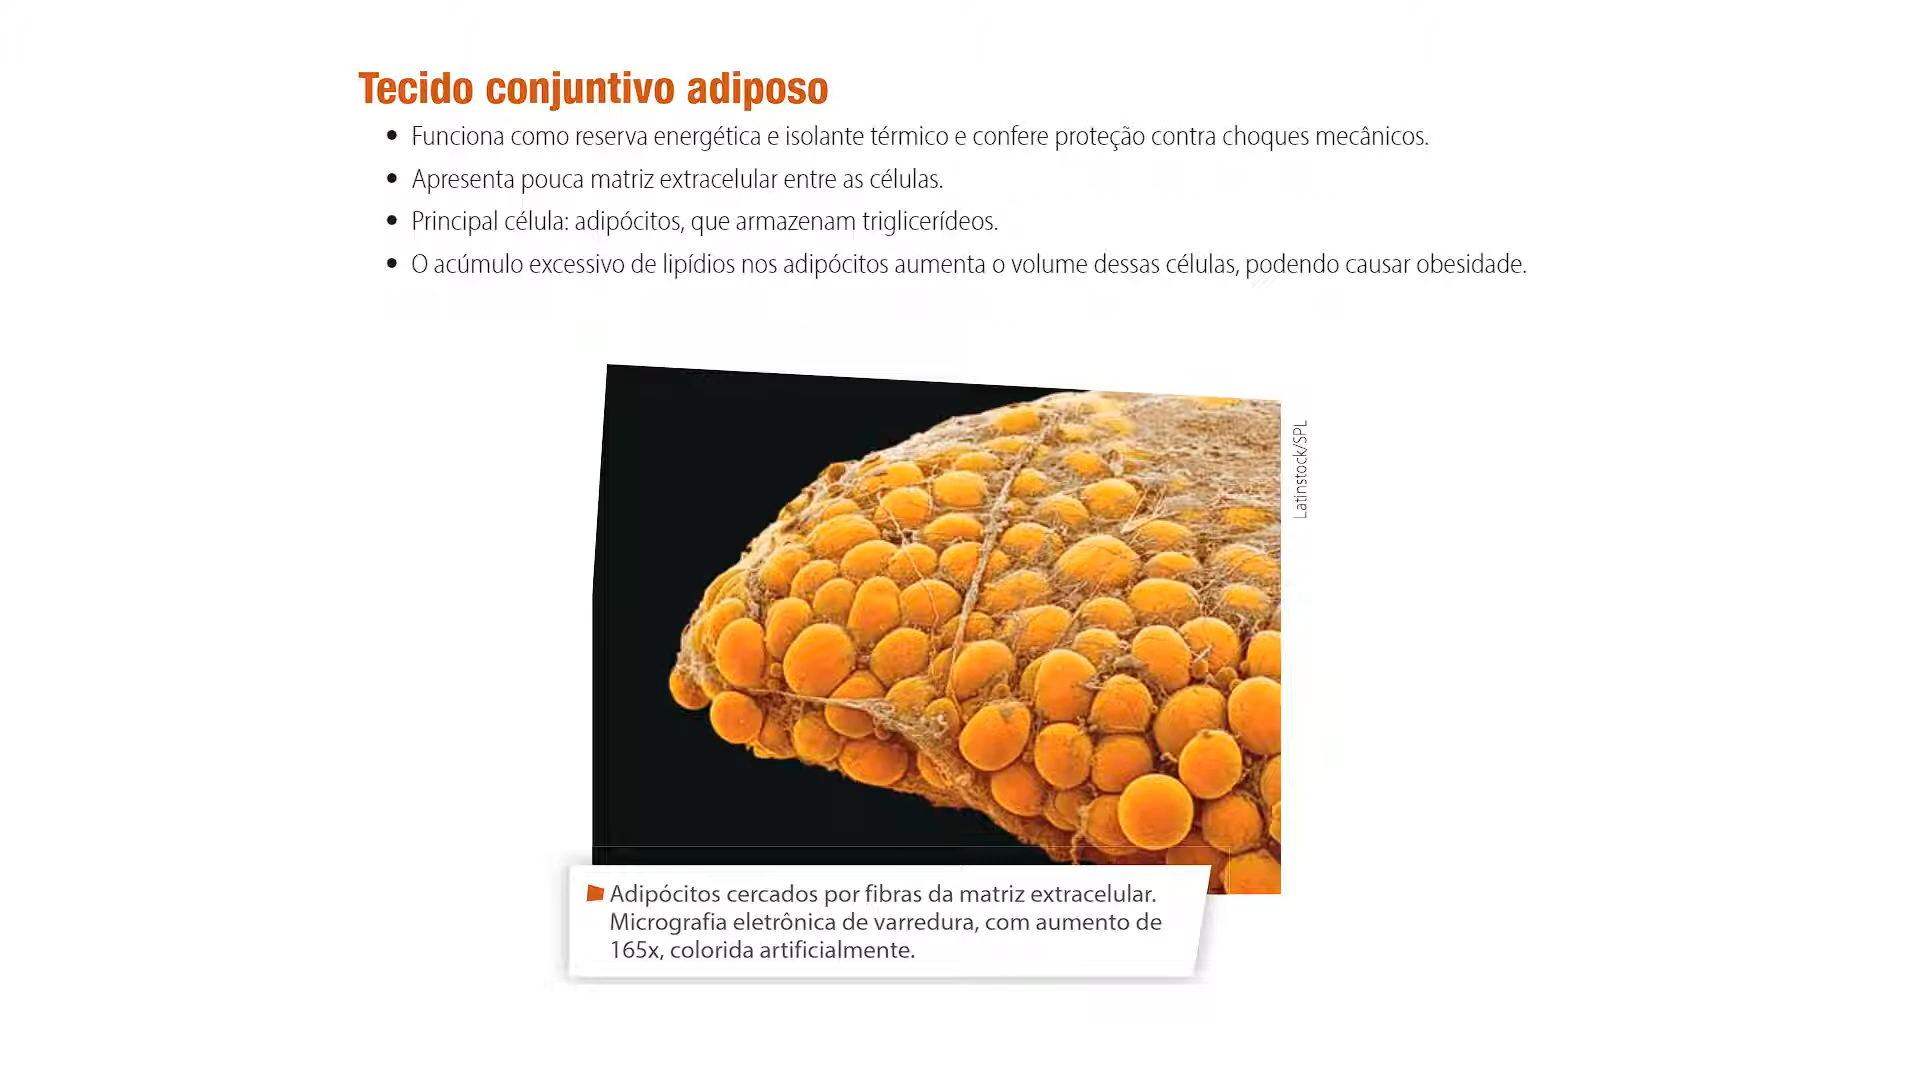 Tecido conjuntivo adiposo
• Funciona como reserva energética e isolante térmico e confere proteção contra choques mecânicos.
• Apresenta pouca matriz extracelular entre as células.
• Principal célula: adipócitos, que armazenam triglicerídeos.
• O acúmulo excessivo de lipídios nos adipócitos aumenta o volume dessas células, podendo causar obesidade.
Latinstock/SPL
Adipócitos cercados por fibras da matriz extracelular.
Micrografia eletrônica de varredura, com aumento de
165x, colorida artificialmente.